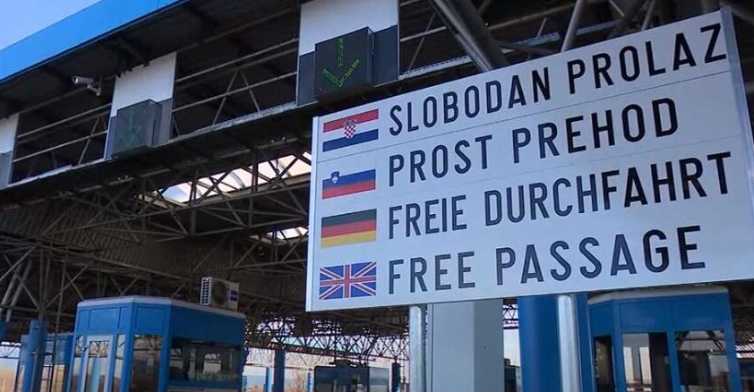 SLOBODAN PROLAZ
PROST PREHOD
FREIE DURCHFAHRT
FREE PASSAGE